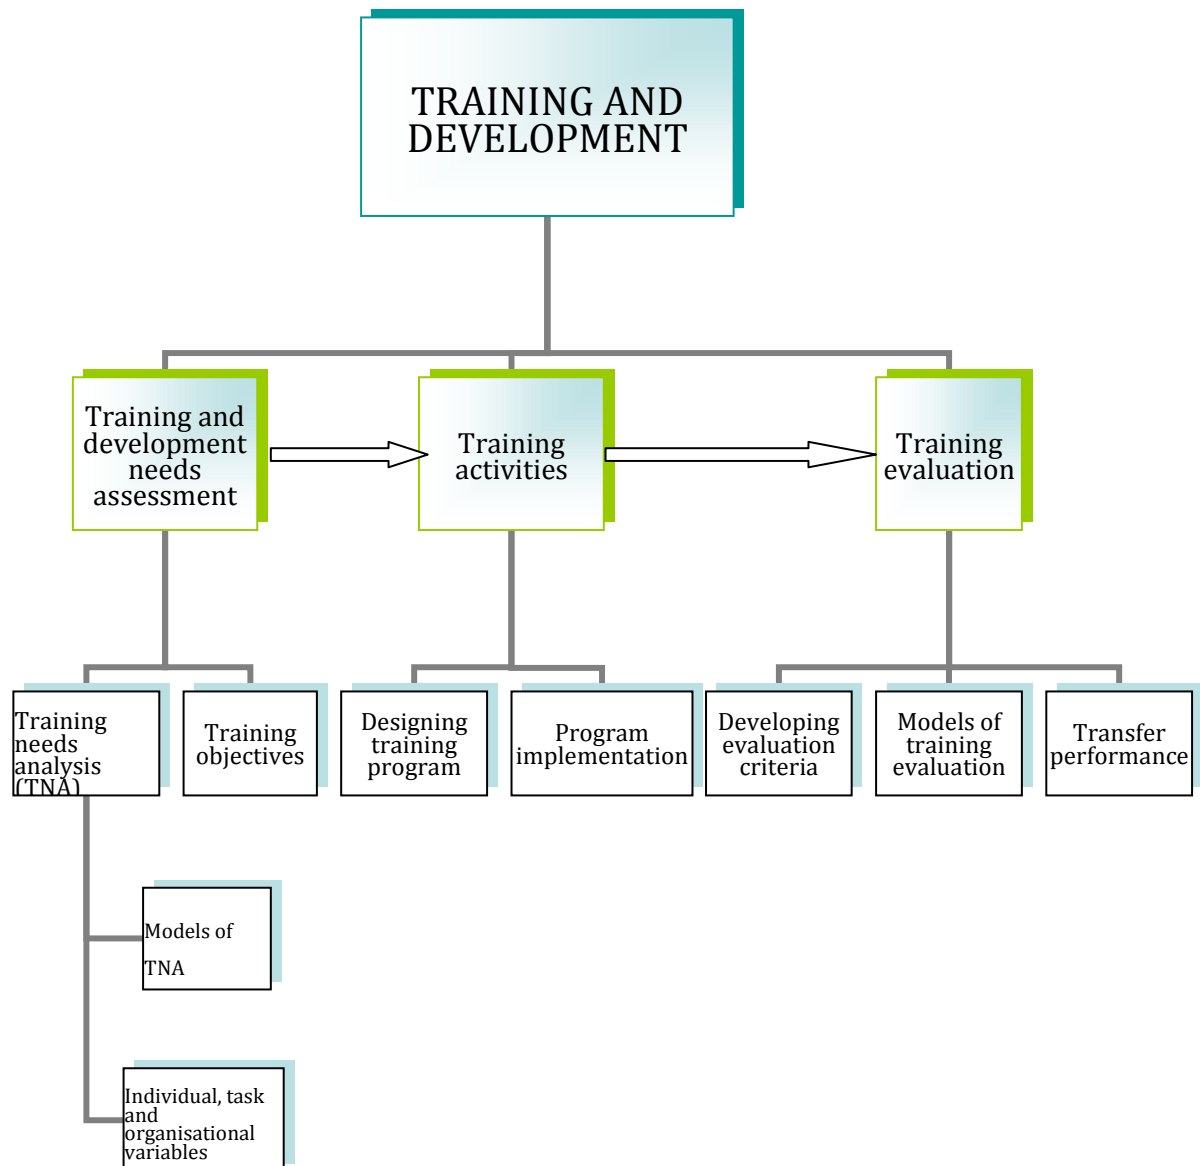 TRAINING AND
DEVELOPMENT
Training and
development
needs
assessment
Training
activities
Training
evaluation
Training
needs
analysis
(TNA)
Training
objectives
Designing
training
program
Program
implementation
Developing
evaluation
criteria
Models of
training
evaluation
Transfer
performance
Models of
TNA
Individual, task
and
organisational
variables